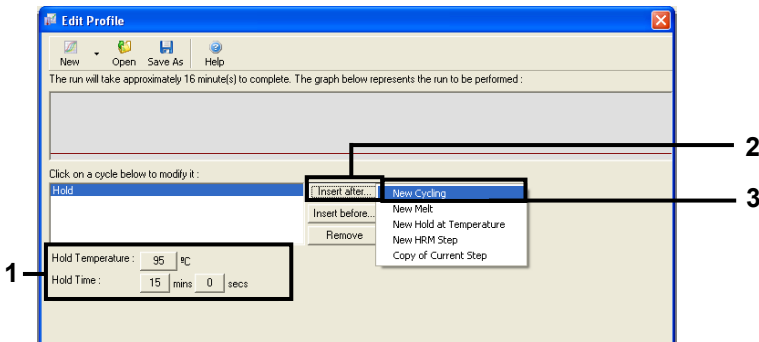 Edit Profile
New Open Save As Help
The run will take approximately 16 minute(s) to complete. The graph below represents the run to be performed :
2
Click on a cycle below to modify it :
Hold
Insert after...
New Cycling
3
Insert before...
New Melt
Remove
New Hold at Temperature
New HRM Step
Copy of Current Step
1
Hold Temperature : 95 ºC
Hold Time : 15 mins 0 secs